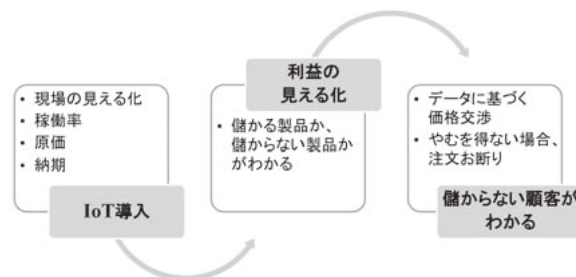 ・現場の見える化
・稼働率
・原価
・納期
IoT導入
利益の
見える化
・儲かる製品か、
儲からない製品か
がわかる
・データに基づく
価格交渉
・やむを得ない場合、
注文お断り
儲からない顧客が
わかる